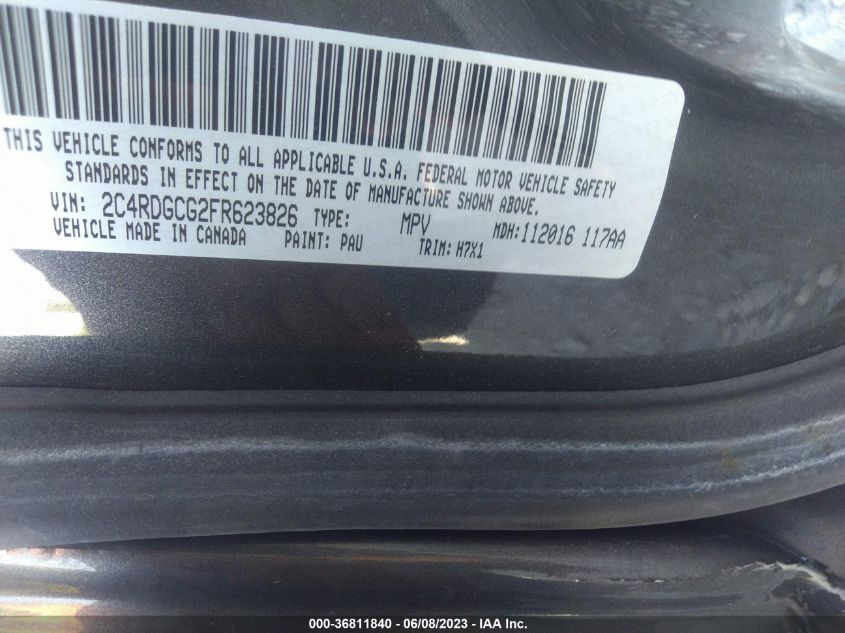 THIS VEHICLE CONFORMS TO ALL APPLICABLE U.S.A. FEDERAL MOTOR VEHICLE SAFETY
STANDARDS IN EFFECT ON THE DATE OF MANUFACTURE SHOWN ABOVE.
VIN: 2C4RDGCG2FR623826 TYPE: MPV MDH:112016 117AA
VEHICLE MADE IN CANADA PAINT: PAU TRIM: H7X1
000-36811840 - 06/08/2023 - IAA Inc.